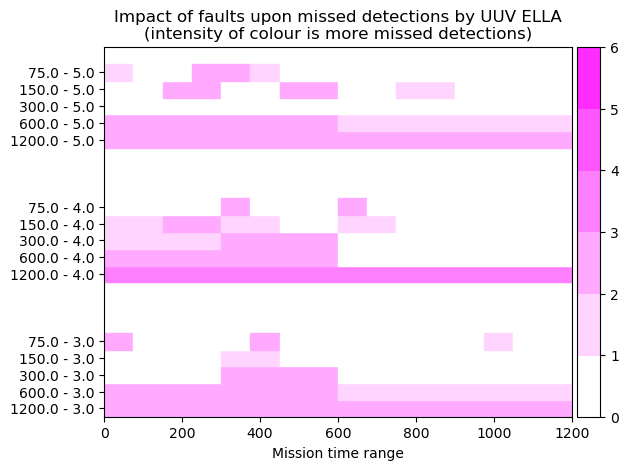 Impact of faults upon missed detections by UUV ELLA
(intensity of colour is more missed detections)
75.0 - 5.0
150.0 - 5.0
300.0 - 5.0
600.0 - 5.0
1200.0 - 5.0
75.0 - 4.0
150.0 - 4.0
300.0 - 4.0
600.0 - 4.0
1200.0 - 4.0
75.0 - 3.0
150.0 - 3.0
300.0 - 3.0
600.0 - 3.0
1200.0 - 3.0
0 200 400 600 800 1000 1200
Mission time range
6
5
4
3
2
1
0